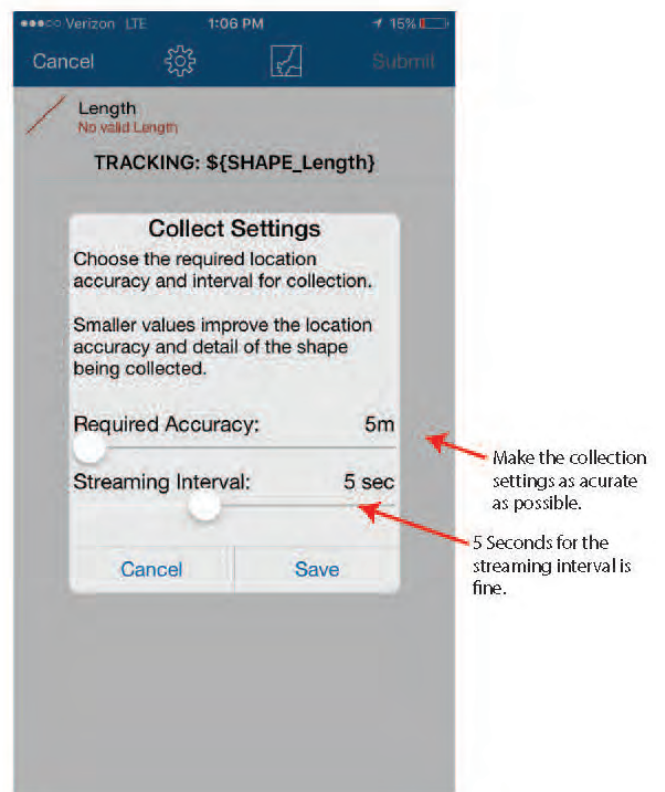 ●●●○○ Verizon LTE 1:06 PM 15%
Cancel Submit
Length
No valid Length
TRACKING: ${SHAPE_Length}
Collect Settings
Choose the required location
accuracy and interval for collection.
Smaller values improve the location
accuracy and detail of the shape
being collected.
Required Accuracy: 5m
Streaming Interval: 5 sec
Cancel Save
Make the collection
settings as acurate
as possible.
5 Seconds for the
streaming interval is
fine.